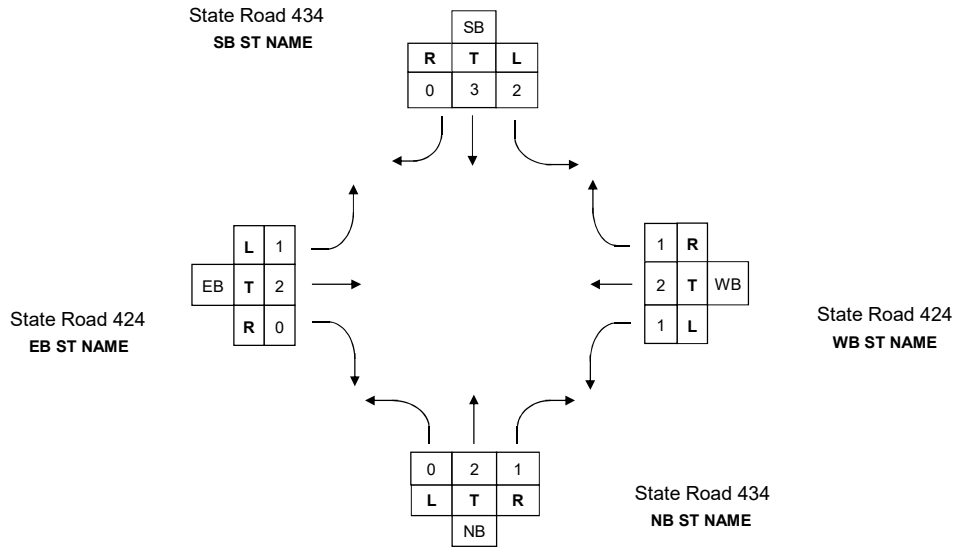 State Road 434
SB ST NAME
SB
R T L
0 3 2
L 1
EB T 2
R 0
1 R
2 T WB
1 L
State Road 424
EB ST NAME
State Road 424
WB ST NAME
0 2 1
L T R
NB
State Road 434
NB ST NAME